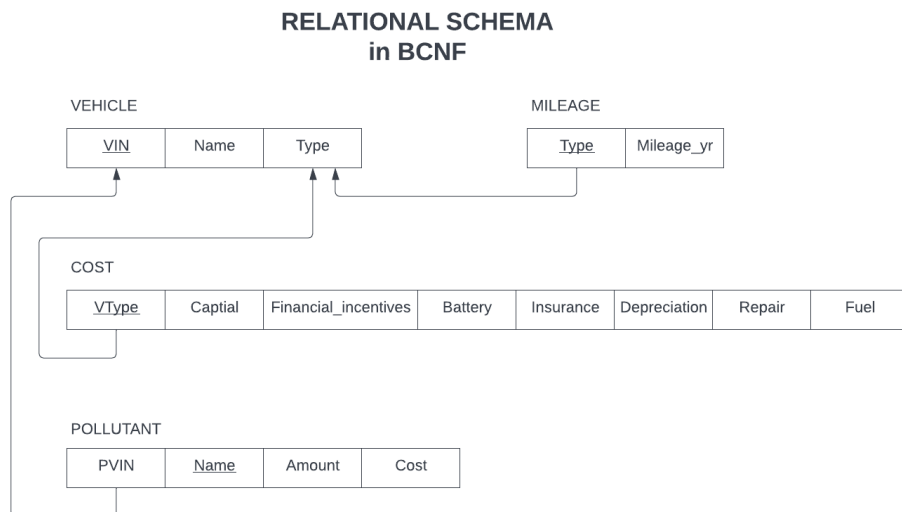 RELATIONAL SCHEMA
in BCNF
VEHICLE
MILEAGE
VIN Name Type
Type Mileage_yr
COST
VType Captial Financial_incentives Battery Insurance Depreciation Repair Fuel
POLLUTANT
PVIN Name Amount Cost